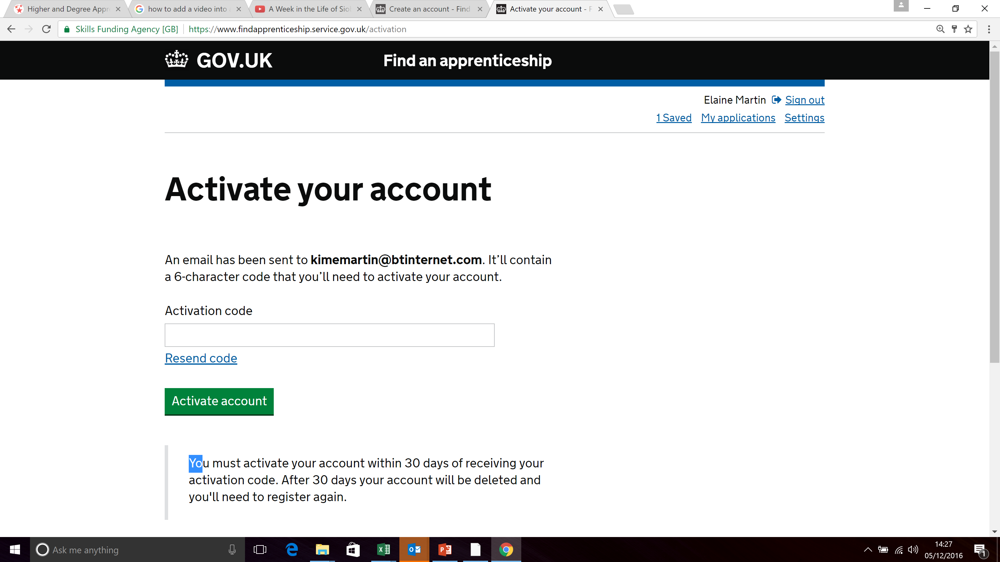 Higher and Degree Appr
how to add a video into
A Week in the Life of Siol
Create an account - Find
Activate your account - F
Skills Funding Agency [GB] https://www.findapprenticeship.service.gov.uk/activation
GOV.UK Find an apprenticeship
Elaine Martin Sign out
1 Saved My applications Settings
Activate your account
An email has been sent to kimemartin@btinternet.com. It’ll contain
a 6-character code that you’ll need to activate your account.
Activation code
Resend code
Activate account
You must activate your account within 30 days of receiving your
activation code. After 30 days your account will be deleted and
you'll need to register again.
Ask me anything
14:27
05/12/2016
1